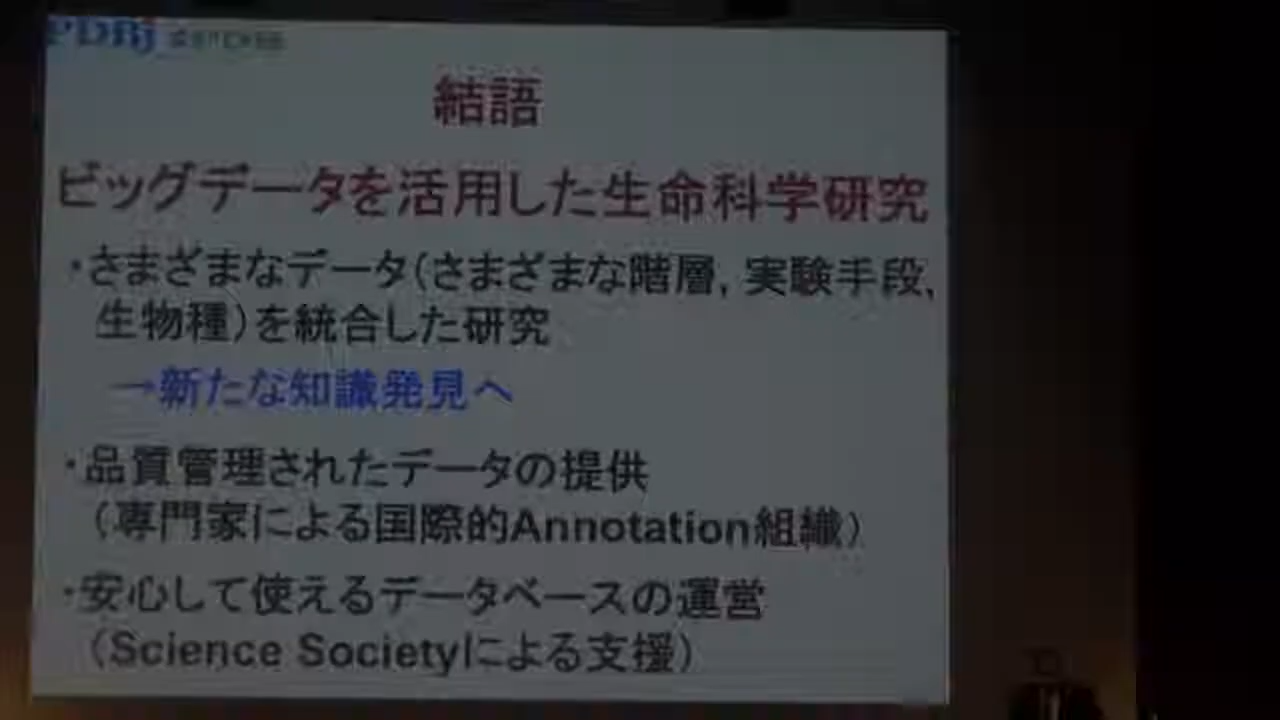 PDBj
結語
ビッグデータを活用した生命科学研究
・さまざまなデータ(さまざまな階層, 実験手段,
生物種)を統合した研究
→新たな知識発見へ
・品質管理されたデータの提供
(専門家による国際的Annotation組織)
・安心して使えるデータベースの運営
(Science Societyによる支援)